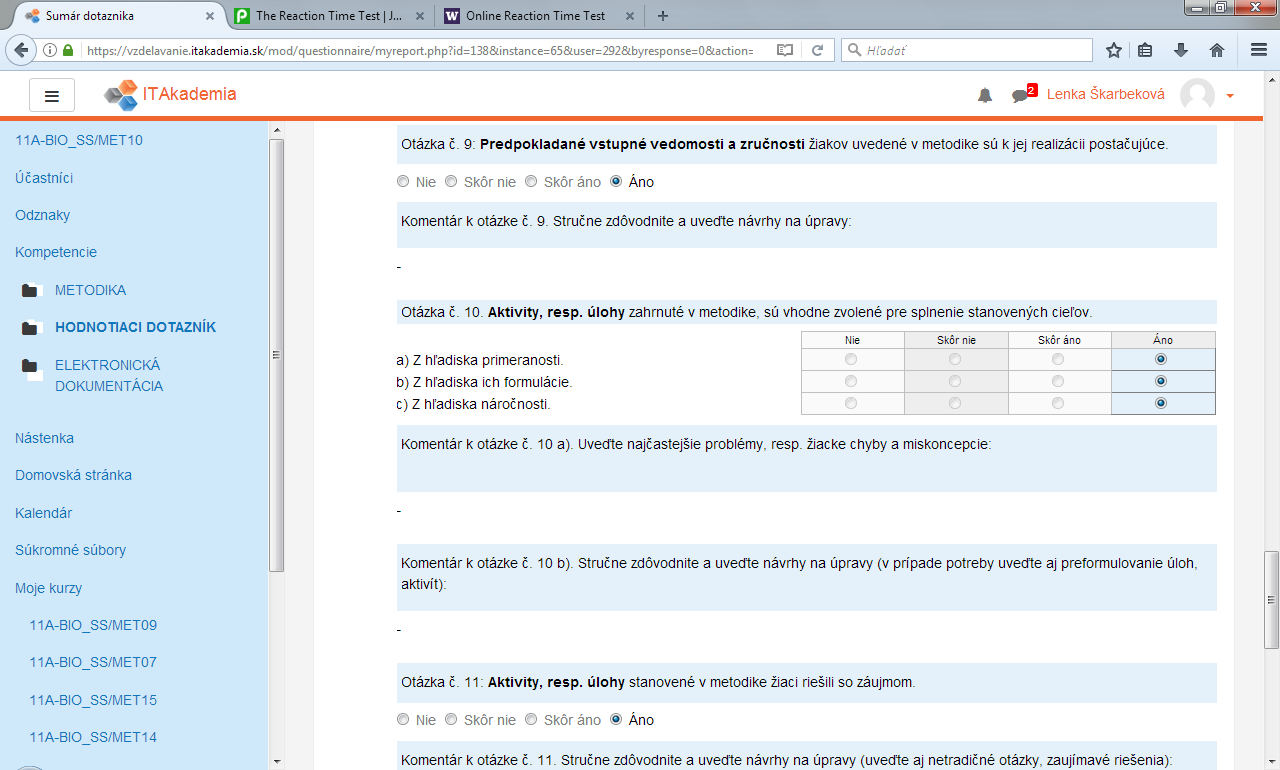 Sumár dotazníka
The Reaction Time Test | J...
Online Reaction Time Test
https://vzdelavanie.itakademia.sk/mod/questionnaire/myreport.php?id=138&instance=65&user=292&byresponse=0&action=
Hľadať
ITAkademia
2
Lenka Škarbeková
11A-BIO_SS/MET10
Účastníci
Odznaky
Kompetencie
METODIKA
HODNOTIACI DOTAZNÍK
ELEKTRONICKÁ
DOKUMENTÁCIA
Nástenka
Domovská stránka
Kalendár
Súkromné súbory
Moje kurzy
11A-BIO_SS/MET09
11A-BIO_SS/MET07
11A-BIO_SS/MET15
11A-BIO_SS/MET14
Otázka č. 9: Predpokladané vstupné vedomosti a zručnosti žiakov uvedené v metodike sú k jej realizácii postačujúce.
Nie Skôr nie Skôr áno Áno
Komentár k otázke č. 9. Stručne zdôvodnite a uveďte návrhy na úpravy:
-
Otázka č. 10. Aktivity, resp. úlohy zahrnuté v metodike, sú vhodne zvolené pre splnenie stanovených cieľov.
Nie Skôr nie Skôr áno Áno
a) Z hľadiska primeranosti.
b) Z hľadiska ich formulácie.
c) Z hľadiska náročnosti.
Komentár k otázke č. 10 a). Uveďte najčastejšie problémy, resp. žiacke chyby a miskoncepcie:
-
Komentár k otázke č. 10 b). Stručne zdôvodnite a uveďte návrhy na úpravy (v prípade potreby uveďte aj preformulovanie úloh,
aktivít):
-
Otázka č. 11: Aktivity, resp. úlohy stanovené v metodike žiaci riešili so záujmom.
Nie Skôr nie Skôr áno Áno
Komentár k otázke č. 11. Stručne zdôvodnite a uveďte návrhy na úpravy (uveďte aj netradičné otázky, zaujímavé riešenia):